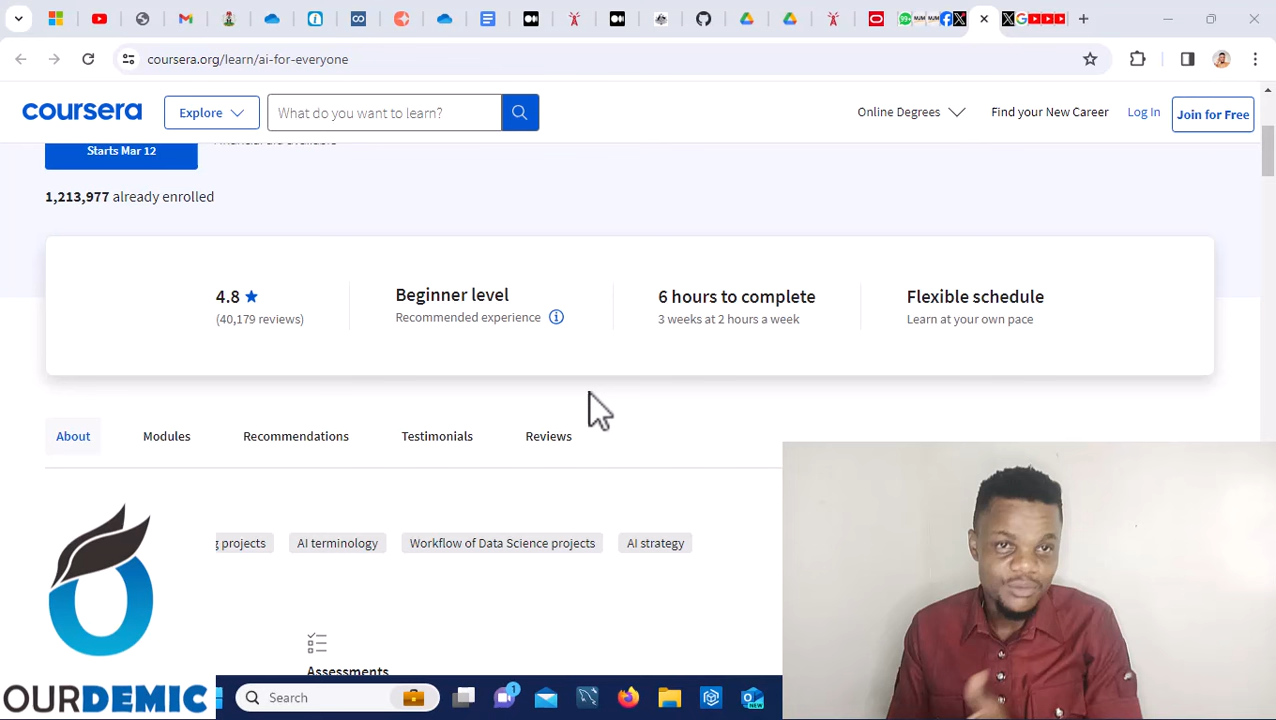 99+
coursera.org/learn/ai-for-everyone
coursera
Explore
What do you want to learn?
Online Degrees
Find your New Career
Log In
Join for Free
Starts Mar 12
1,213,977 already enrolled
4.8
(40,179 reviews)
Beginner level
Recommended experience
6 hours to complete
3 weeks at 2 hours a week
Flexible schedule
Learn at your own pace
About
Modules
Recommendations
Testimonials
Reviews
projects
AI terminology
Workflow of Data Science projects
AI strategy
Assessments
OURDEMIC
Search
1
NEW